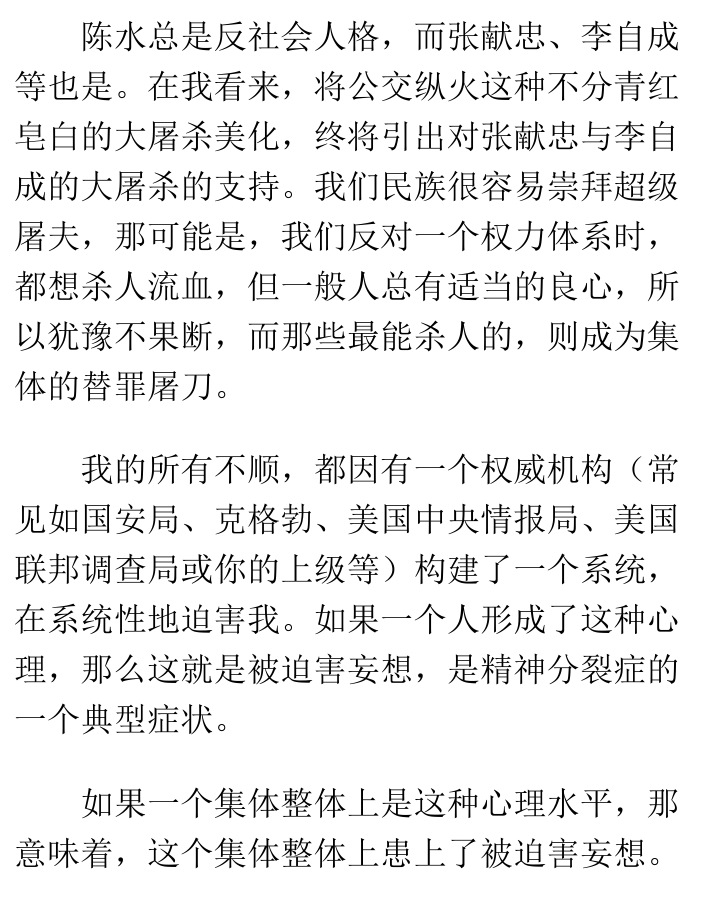 陈水总是反社会人格，而张献忠、李自成
等也是。在我看来，将公交纵火这种不分青红
皂白的大屠杀美化，终将引出对张献忠与李自
成的大屠杀的支持。我们民族很容易崇拜超级
屠夫，那可能是，我们反对一个权力体系时，
都想杀人流血，但一般人总有适当的良心，所
以犹豫不果断，而那些最能杀人的，则成为集
体的替罪屠刀。
我的所有不顺，都因有一个权威机构（常
见如国安局、克格勃、美国中央情报局、美国
联邦调查局或你的上级等）构建了一个系统，
在系统性地迫害我。如果一个人形成了这种心
理，那么这就是被迫害妄想，是精神分裂症的
一个典型症状。
如果一个集体整体上是这种心理水平，那
意味着，这个集体整体上患上了被迫害妄想。